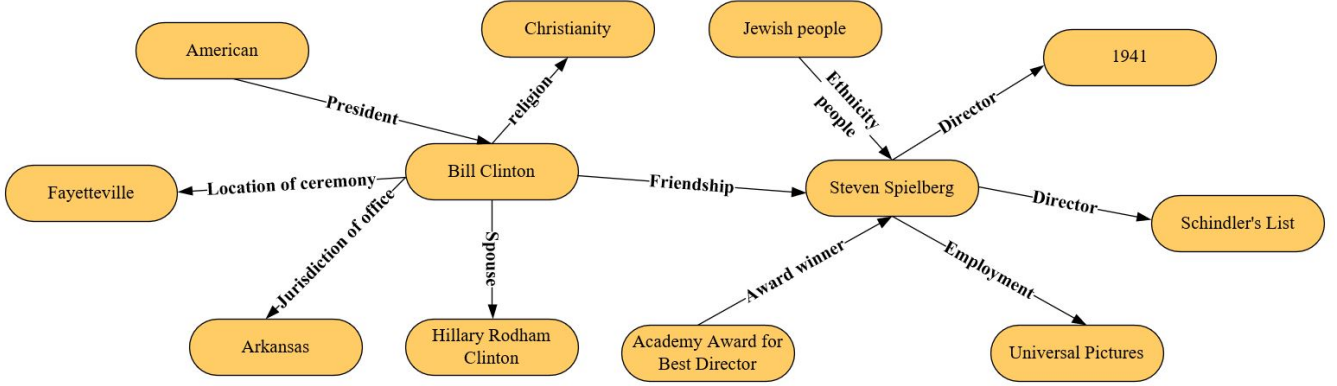 Christianity
Jewish people
American
1941
religion
Ethnicity
people
President
Director
Bill Clinton
Steven Spielberg
Fayetteville
Location of ceremony
Friendship
Director
Schindler's List
Jurisdiction of office
Spouse
Award winner
Employment
Arkansas
Hillary Rodham
Clinton
Academy Award for
Best Director
Universal Pictures